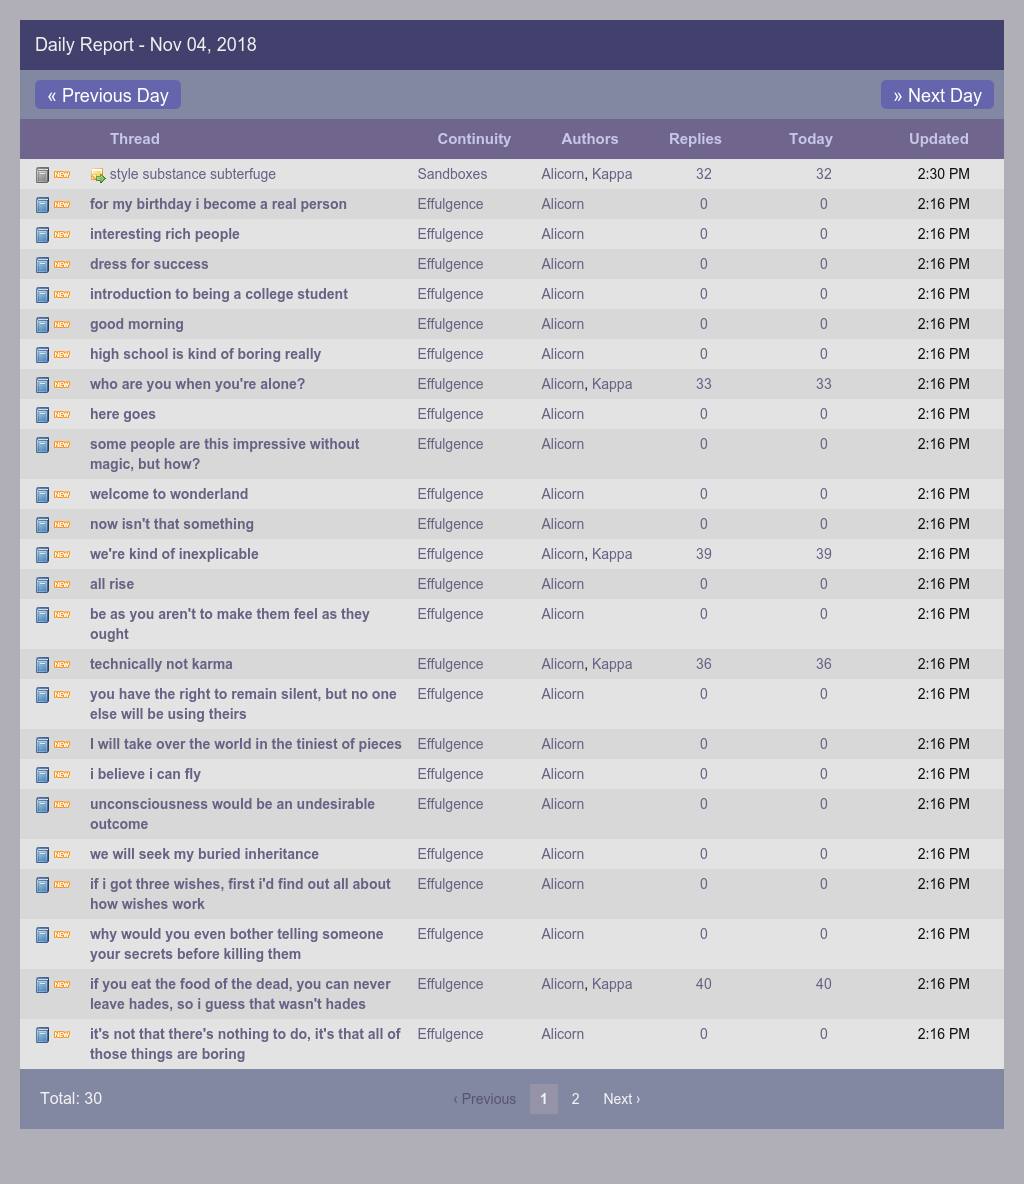 Daily Report - Nov 04, 2018
« Previous Day » Next Day
Thread Continuity Authors Replies Today Updated
NEW style substance subterfuge Sandboxes Alicorn, Kappa 32 32 2:30 PM
NEW for my birthday i become a real person Effulgence Alicorn 0 0 2:16 PM
NEW interesting rich people Effulgence Alicorn 0 0 2:16 PM
NEW dress for success Effulgence Alicorn 0 0 2:16 PM
NEW introduction to being a college student Effulgence Alicorn 0 0 2:16 PM
NEW good morning Effulgence Alicorn 0 0 2:16 PM
NEW high school is kind of boring really Effulgence Alicorn 0 0 2:16 PM
NEW who are you when you're alone? Effulgence Alicorn, Kappa 33 33 2:16 PM
NEW here goes Effulgence Alicorn 0 0 2:16 PM
NEW some people are this impressive without Effulgence Alicorn 0 0 2:16 PM
magic, but how?
NEW welcome to wonderland Effulgence Alicorn 0 0 2:16 PM
NEW now isn't that something Effulgence Alicorn 0 0 2:16 PM
NEW we're kind of inexplicable Effulgence Alicorn, Kappa 39 39 2:16 PM
NEW all rise Effulgence Alicorn 0 0 2:16 PM
NEW be as you aren't to make them feel as they Effulgence Alicorn 0 0 2:16 PM
ought
NEW technically not karma Effulgence Alicorn, Kappa 36 36 2:16 PM
NEW you have the right to remain silent, but no one Effulgence Alicorn 0 0 2:16 PM
else will be using theirs
NEW I will take over the world in the tiniest of pieces Effulgence Alicorn 0 0 2:16 PM
NEW i believe i can fly Effulgence Alicorn 0 0 2:16 PM
NEW unconsciousness would be an undesirable Effulgence Alicorn 0 0 2:16 PM
outcome
NEW we will seek my buried inheritance Effulgence Alicorn 0 0 2:16 PM
NEW if i got three wishes, first i'd find out all about Effulgence Alicorn 0 0 2:16 PM
how wishes work
NEW why would you even bother telling someone Effulgence Alicorn 0 0 2:16 PM
your secrets before killing them
NEW if you eat the food of the dead, you can never Effulgence Alicorn, Kappa 40 40 2:16 PM
leave hades, so i guess that wasn't hades
NEW it's not that there's nothing to do, it's that all of Effulgence Alicorn 0 0 2:16 PM
those things are boring
Total: 30 ‹ Previous 1 2 Next ›